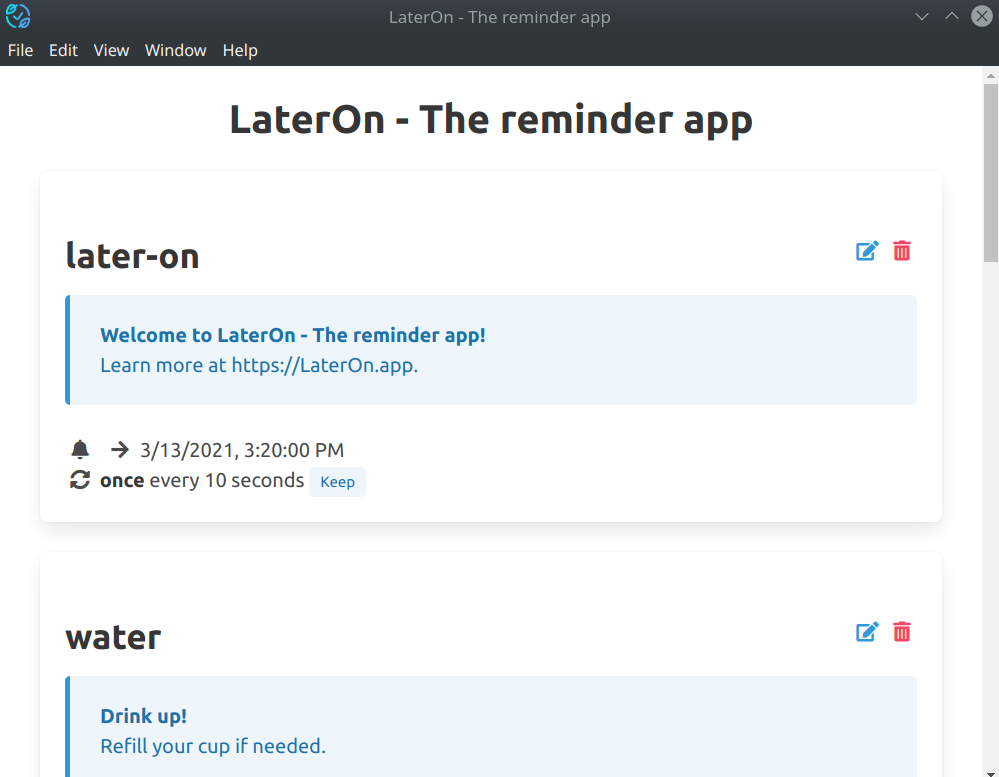 LaterOn - The reminder app
File Edit View Window Help
LaterOn - The reminder app
later-on
Welcome to LaterOn - The reminder app!
Learn more at https://LaterOn.app.
3/13/2021, 3:20:00 PM
once every 10 seconds Keep
water
Drink up!
Refill your cup if needed.